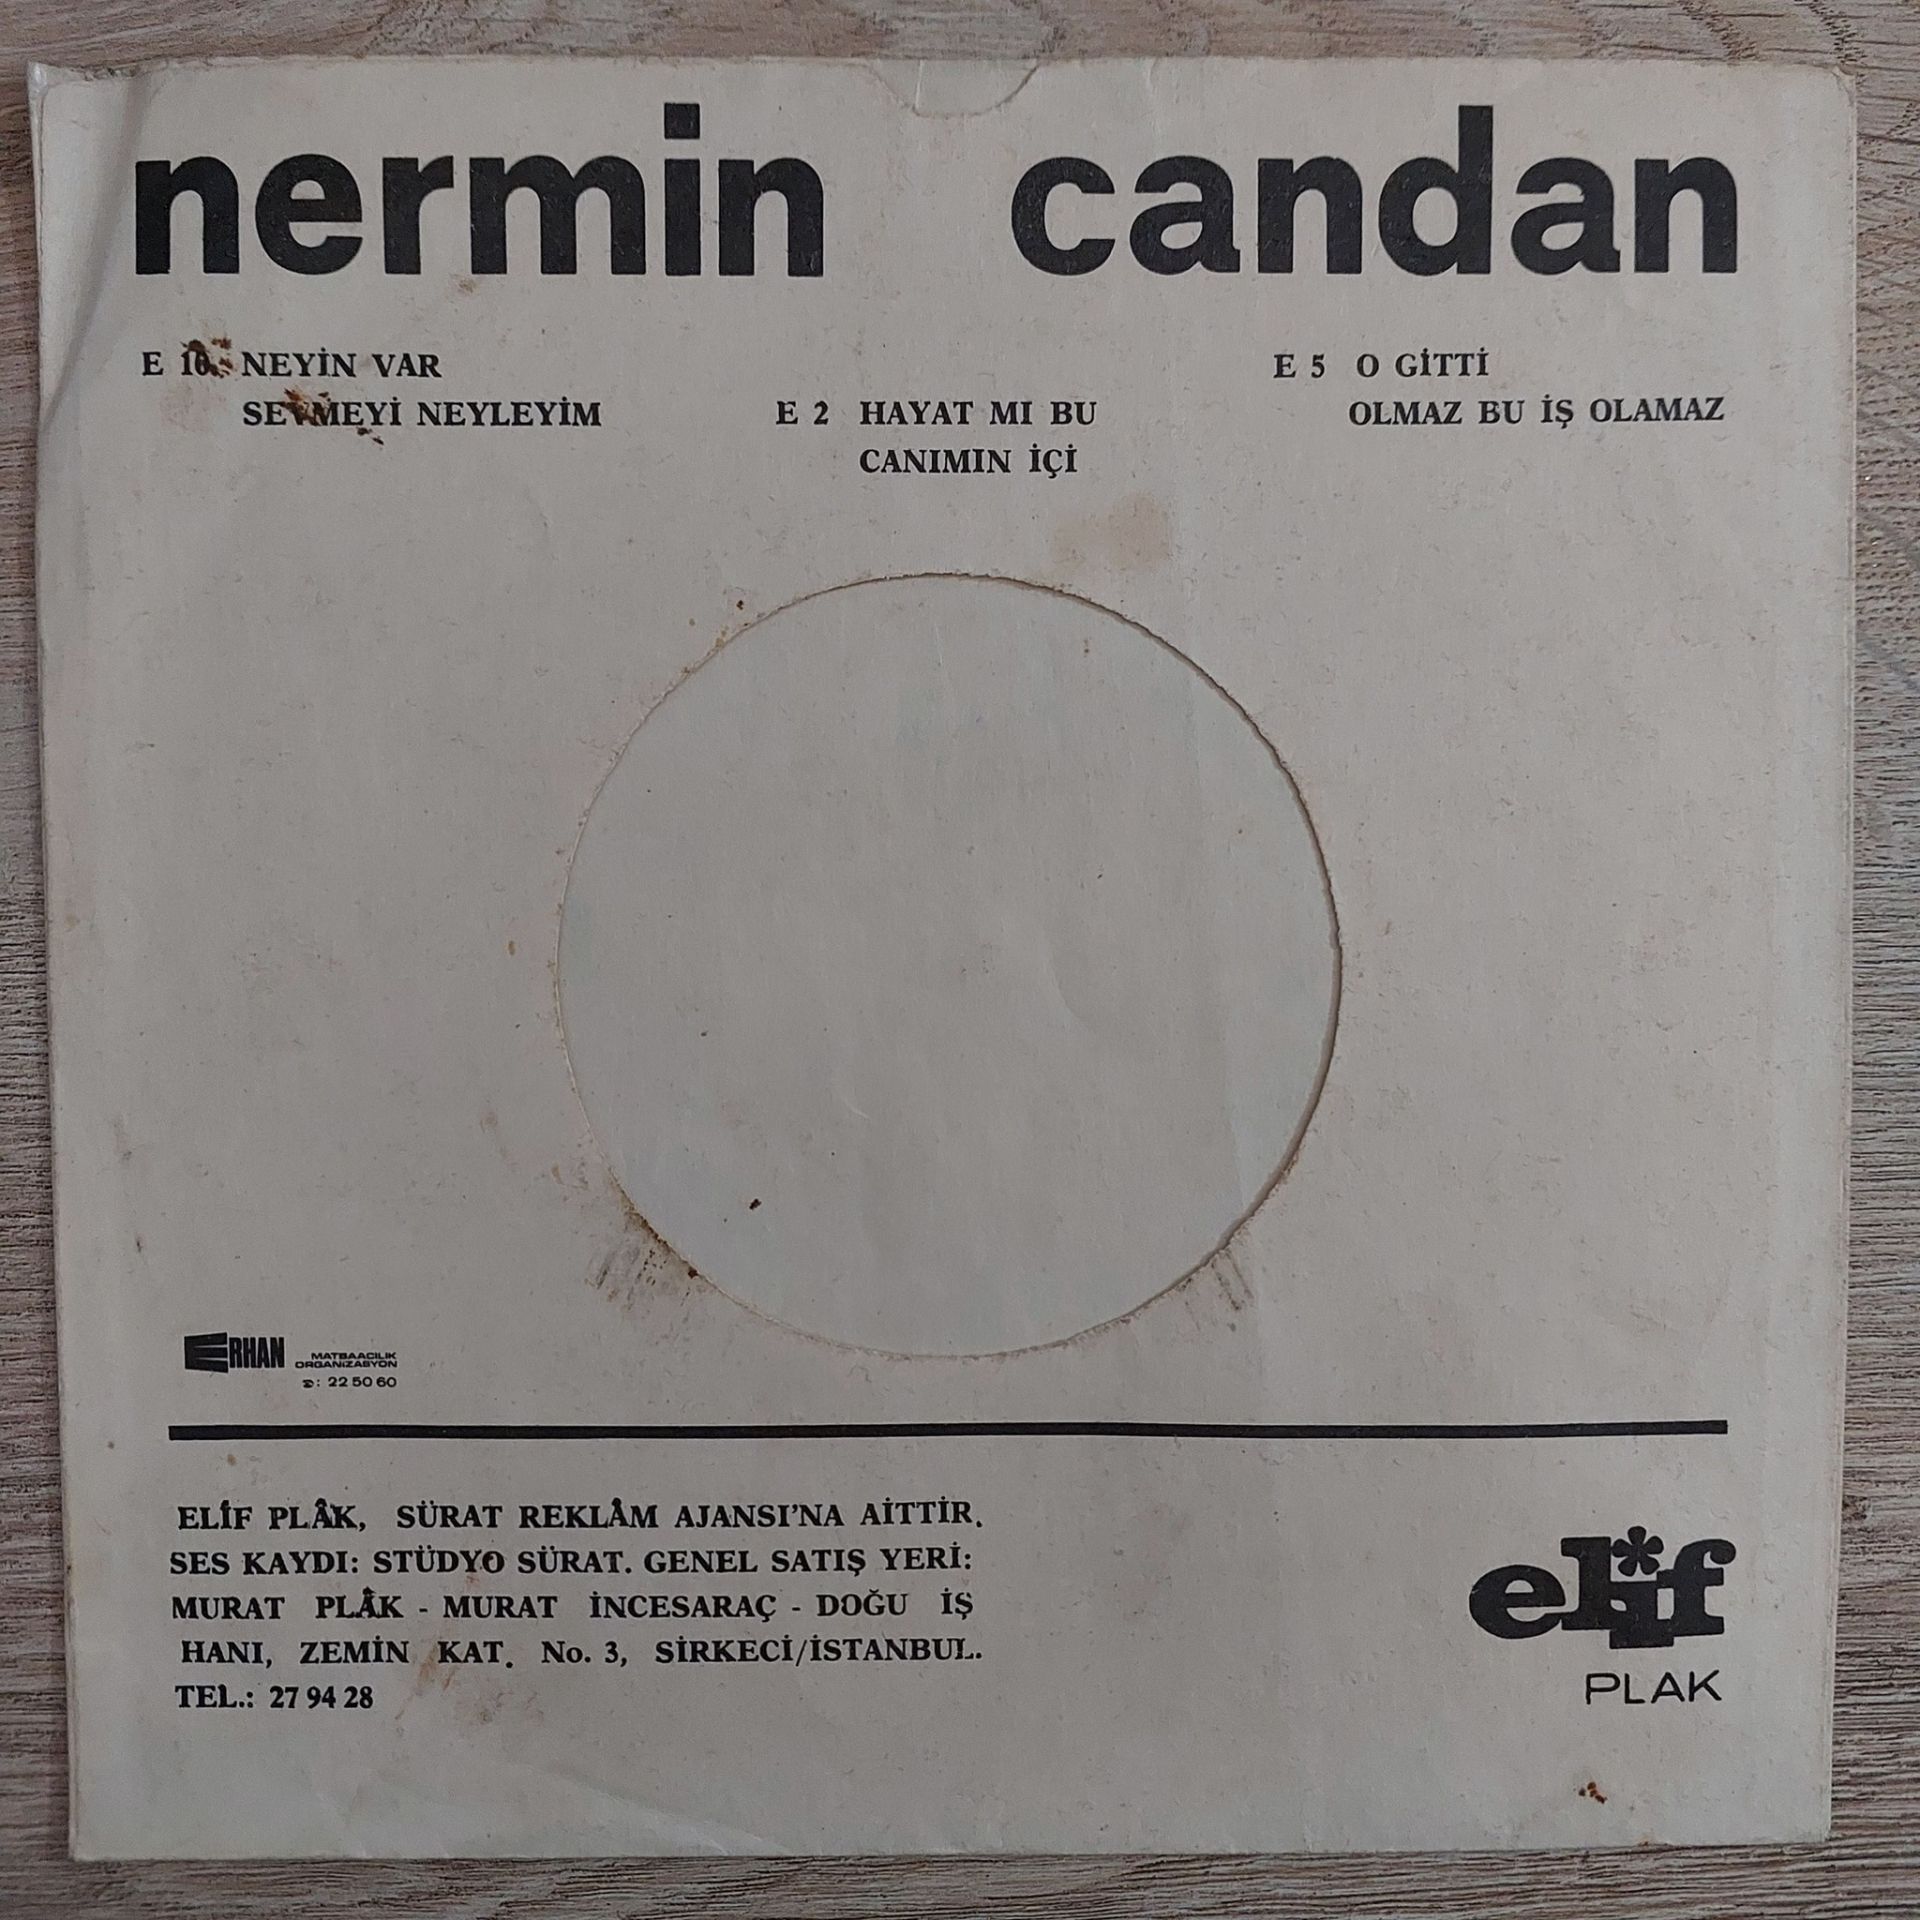 nermin candan
E 10. NEYİN VAR
SEVMEYİ NEYLEYİM
E 2 HAYAT MI BU
CANIMIN İÇİ
E 5 O GİTTİ
OLMAZ BU İŞ OLAMAZ
ERHAN MATBAACILIK
ORGANİZASYON
☎: 22 50 60
ELİF PLÂK, SÜRAT REKLÂM AJANSI'NA AİTTİR.
SES KAYDI: STÜDYO SÜRAT. GENEL SATIŞ YERİ:
MURAT PLÂK - MURAT İNCESARAÇ - DOĞU İŞ
HANI, ZEMİN KAT. No. 3, SİRKECİ/İSTANBUL.
TEL.: 27 94 28
elif
PLAK